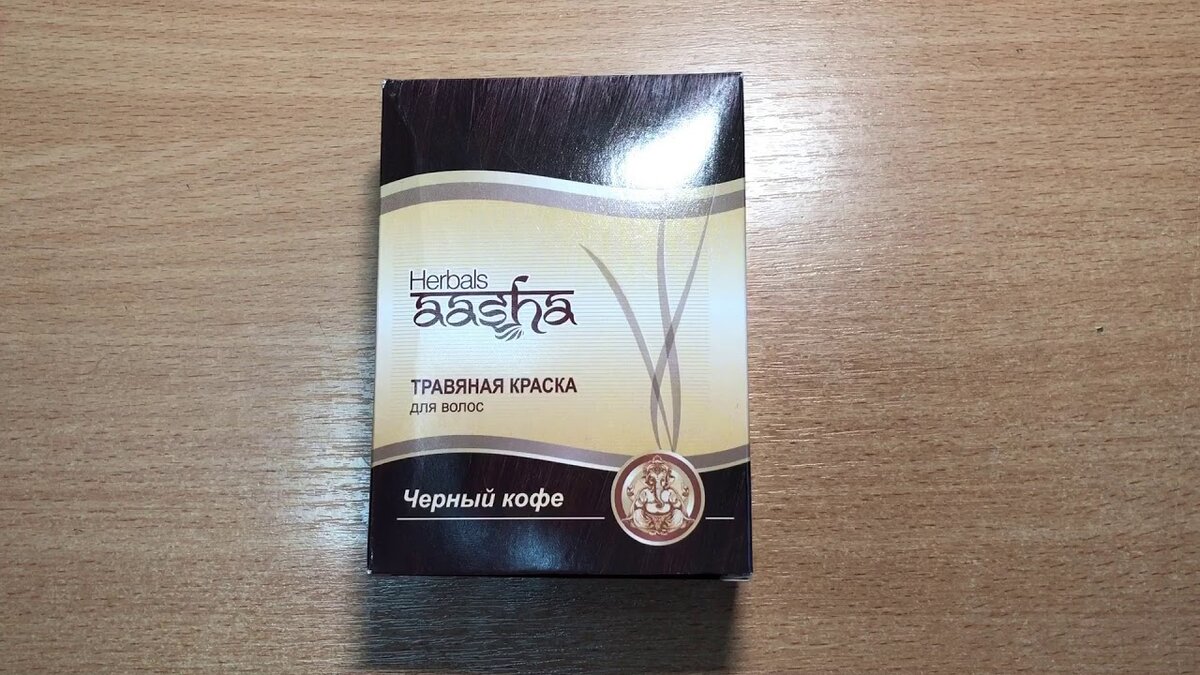 Herbals
aasha
ТРАВЯНАЯ КРАСКА
для волос
Черный кофе